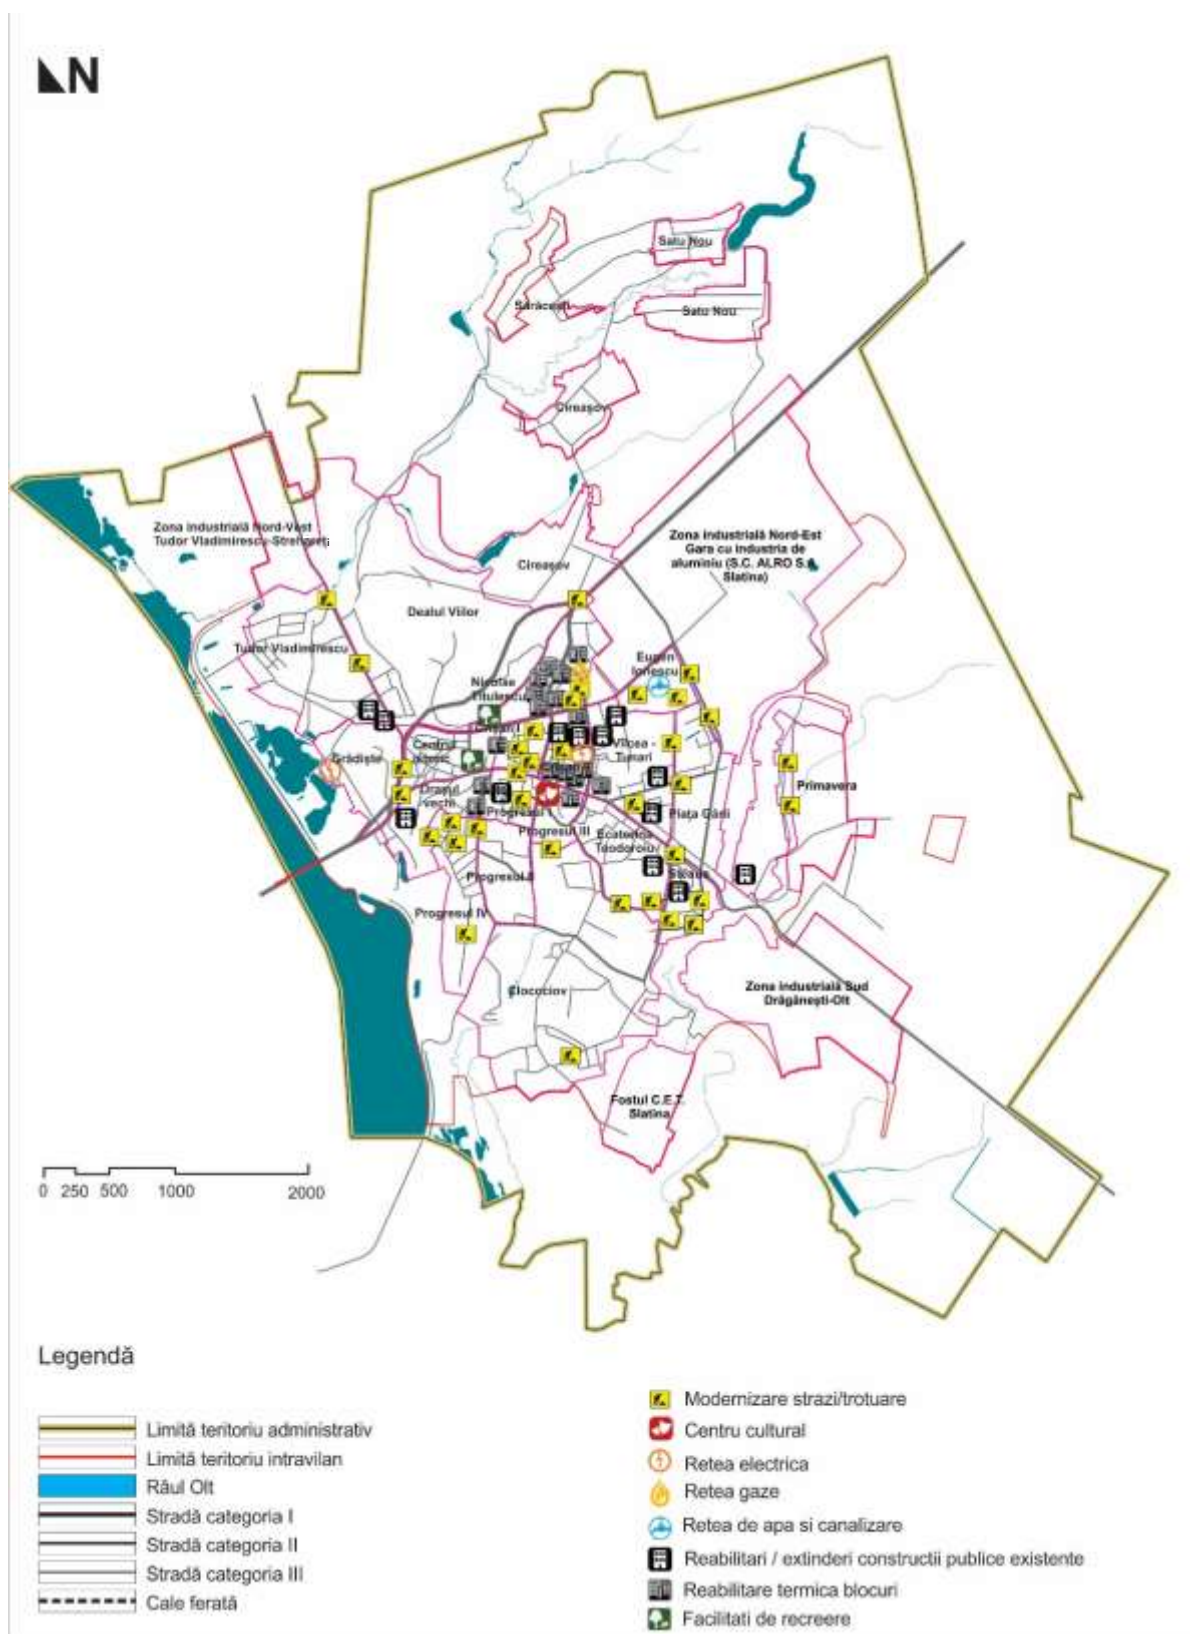 N
Satu Nou
Sărăcești
Satu Nou
Cireașov
Zona industrială Nord-Vest
Tudor Vladimirescu-Strehareți
Zona industrială Nord-Est
Gara cu industria de
aluminiu (S.C. ALRO S.A.
Slatina)
Cireașov
Dealul Viilor
Tudor Vladimirescu
Eugen
Ionescu
Nicolae
Titulescu
Centrul
Grădiște
Vîlcea -
Tunari
Primavera
Orașul
vechi
Progresul I
Piața Gării
Progresul III
Ecaterina
Teodoroiu
Progresul II
Steaua
Progresul IV
Clocociov
Zona industrială Sud
Drăgănești-Olt
Fostul C.E.T.
Slatina
0 250 500 1000 2000
Legendă
Limită teritoriu administrativ
Limită teritoriu intravilan
Râul Olt
Stradă categoria I
Stradă categoria II
Stradă categoria III
Cale ferată
Modernizare strazi/trotuare
Centru cultural
Retea electrica
Retea gaze
Retea de apa si canalizare
Reabilitari / extinderi constructii publice existente
Reabilitare termica blocuri
Facilitati de recreere